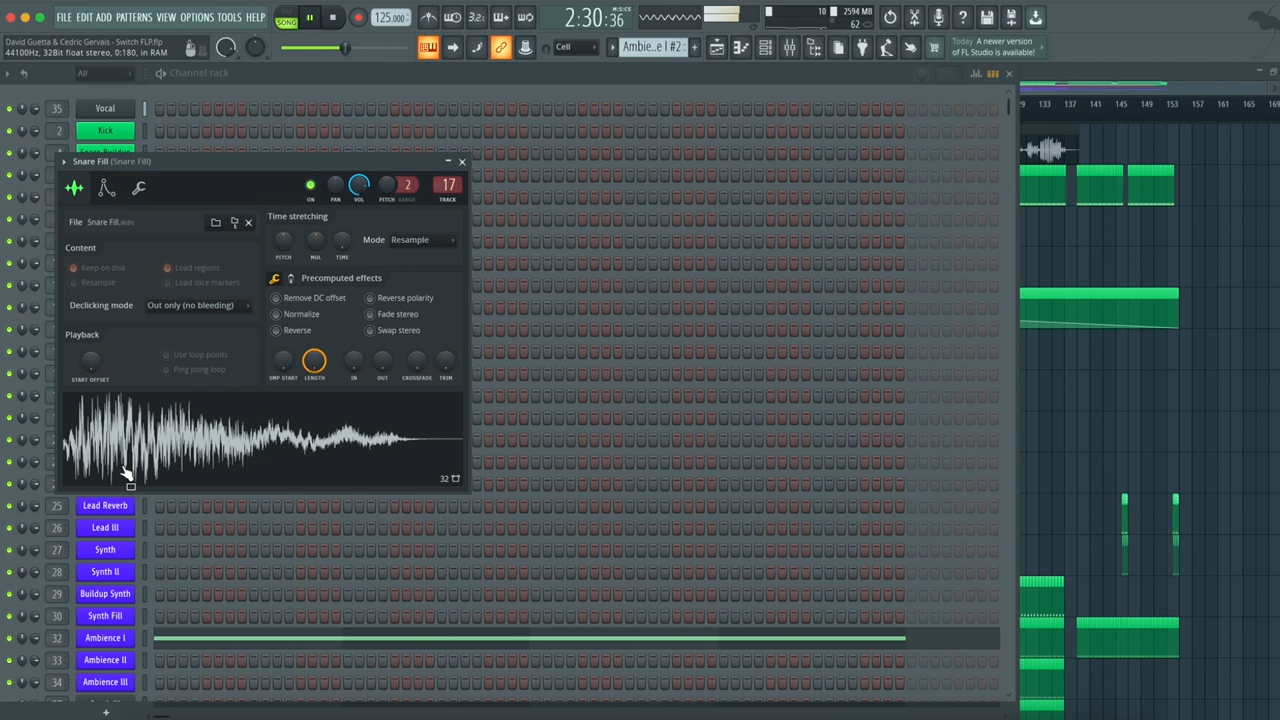 FILE EDIT ADD PATTERNS VIEW OPTIONS TOOLS HELP
SONG
125.000
3 2
2:30:36
M:S:CS
10
2894 MB
62
David Guetta & Cedric Gervais - Switch FLP.flp
44100Hz, 32Bit float stereo, 0:180, in RAM
Cell
Ambie..e l #2
Today A newer version
of FL Studio is available!
All
Channel rack
133 137 141 145 149 153 157 161 165 169
35 Vocal
2 Kick
Snare Fill (Snare Fill)
ON PAN VOL PITCH RANGE TRACK
2
17
File Snare Fill.wav
Content
Keep on disk
Load regions
Resample
Load slice markers
Declicking mode
Out only (no bleeding)
Playback
START OFFSET
Use loop points
Ping pong loop
Time stretching
PITCH MUL TIME
Mode Resample
Precomputed effects
Remove DC offset
Reverse polarity
Normalize
Fade stereo
Reverse
Swap stereo
SMP START LENGTH IN OUT CROSSFADE TRIM
32
25 Lead Reverb
26 Lead III
27 Synth
28 Synth II
29 Buildup Synth
30 Synth Fill
32 Ambience I
33 Ambience II
34 Ambience III